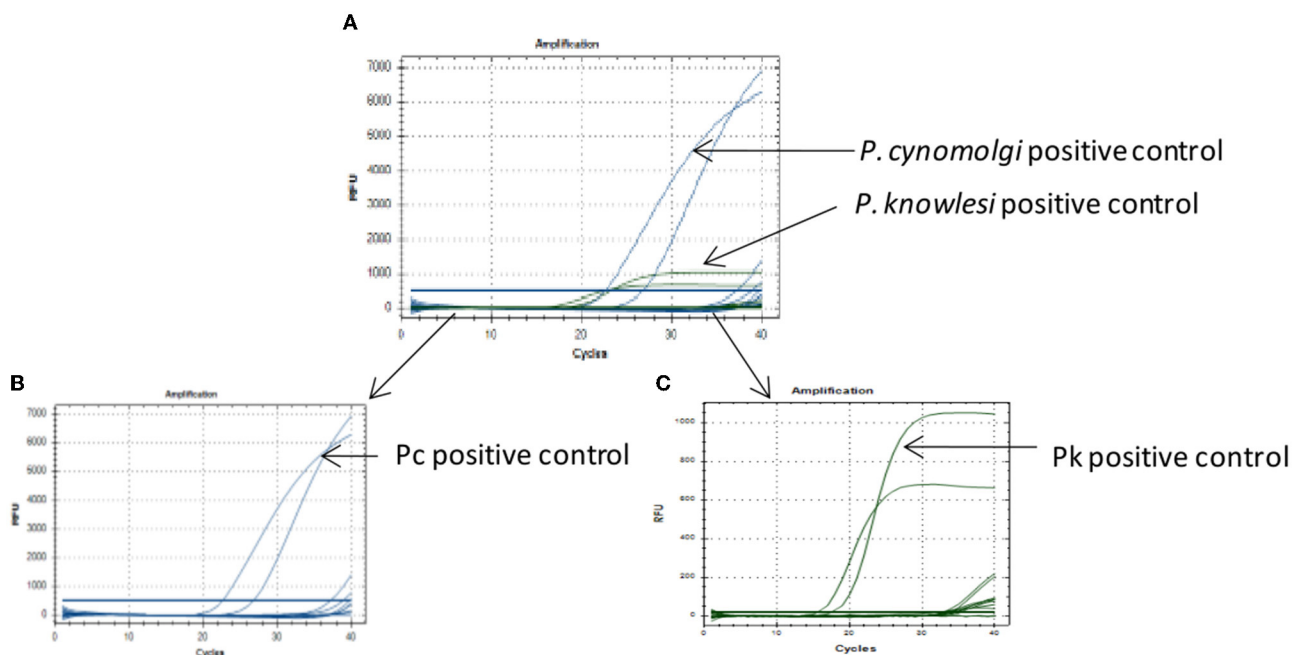 A
Amplification
7000
6000
5000
4000
3000
2000
1000
0
RFU
0 10 20 30 40
Cycles
P. cynomolgi positive control
P. knowlesi positive control
B
Amplification
7000
6000
5000
4000
3000
2000
1000
0
RFU
0 10 20 30 40
Cycles
Pc positive control
C
Amplification
1000
800
600
400
200
0
RFU
0 10 20 30 40
Cycles
Pk positive control